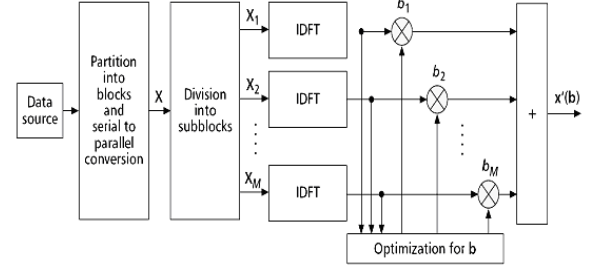 Data
source
Partition
into
blocks
and
serial to
parallel
conversion
X
Division
into
subblocks
X1
IDFT
b1
X2
IDFT
b2
XM
IDFT
bM
+
x'(b)
Optimization for b